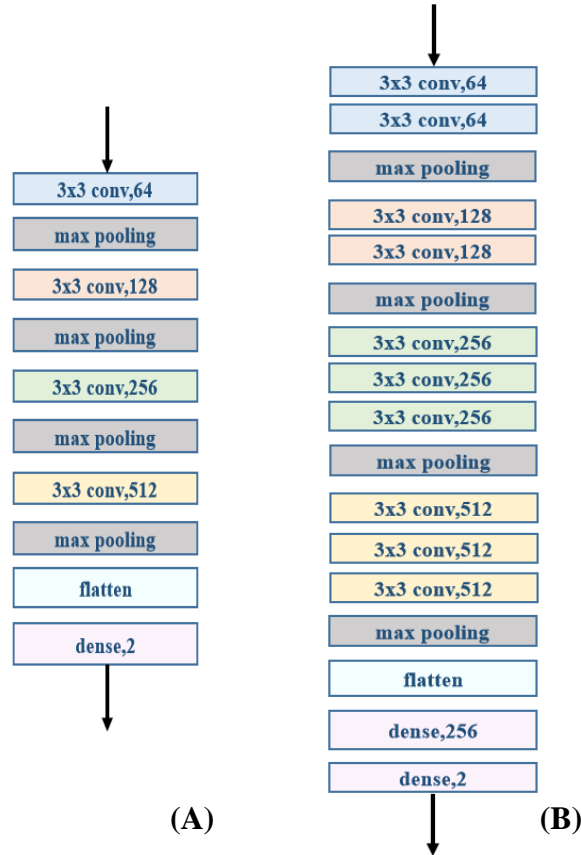 3x3 conv,64
max pooling
3x3 conv,128
max pooling
3x3 conv,256
max pooling
3x3 conv,512
max pooling
flatten
dense,2
(A)
3x3 conv,64
3x3 conv,64
max pooling
3x3 conv,128
3x3 conv,128
max pooling
3x3 conv,256
3x3 conv,256
3x3 conv,256
max pooling
3x3 conv,512
3x3 conv,512
3x3 conv,512
max pooling
flatten
dense,256
dense,2
(B)